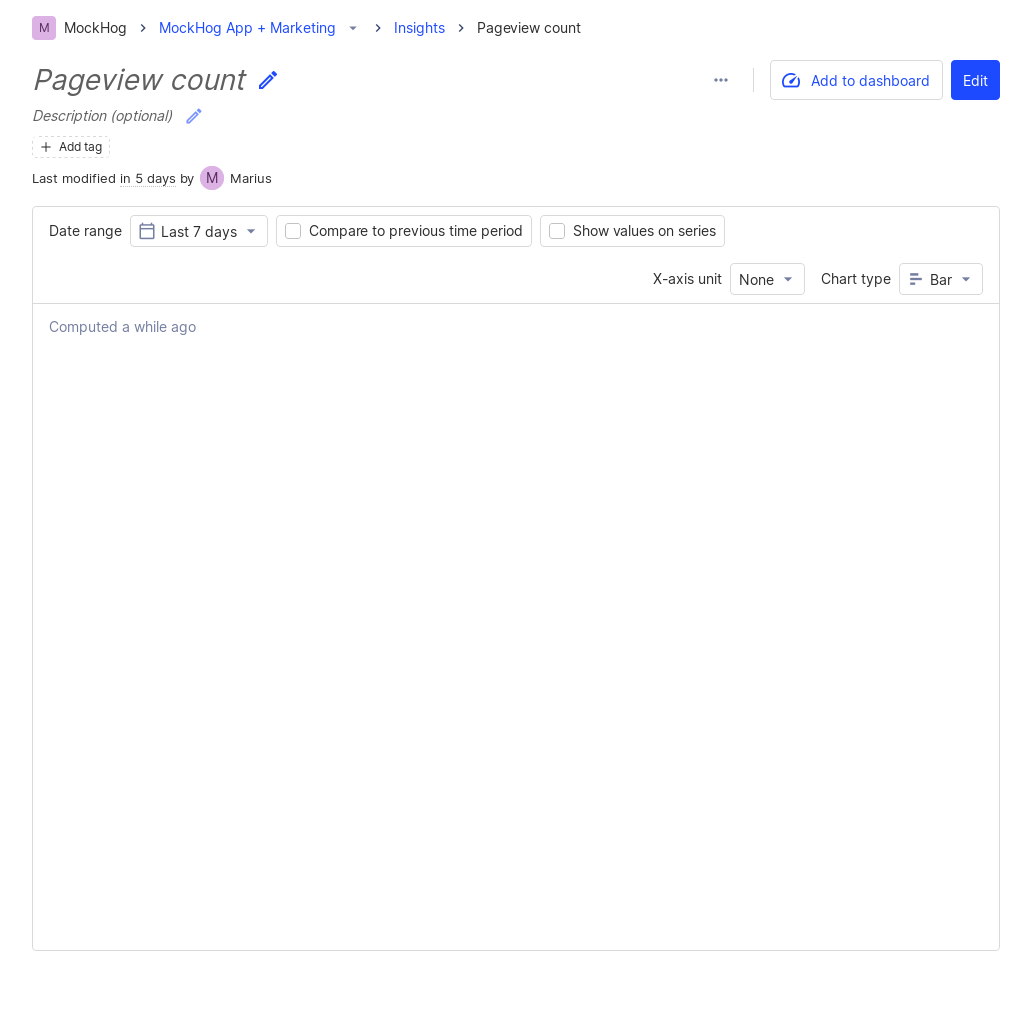 M MockHog MockHog App + Marketing Insights Pageview count
Pageview count
Add to dashboard
Edit
Description (optional)
Add tag
Last modified in 5 days by M Marius
Date range Last 7 days Compare to previous time period Show values on series
X-axis unit None Chart type Bar
Computed a while ago